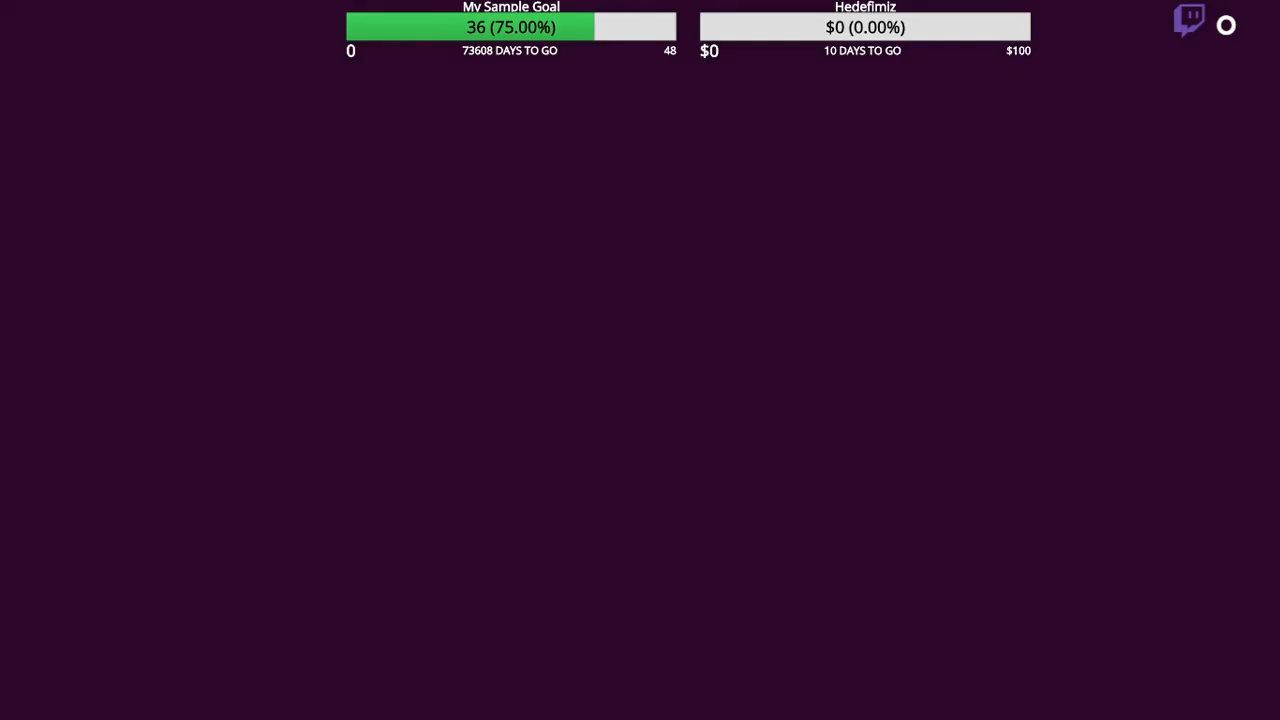 My Sample Goal
36 (75.00%)
0 73608 DAYS TO GO 48
Hedefimiz
$0 (0.00%)
$0 10 DAYS TO GO $100
0